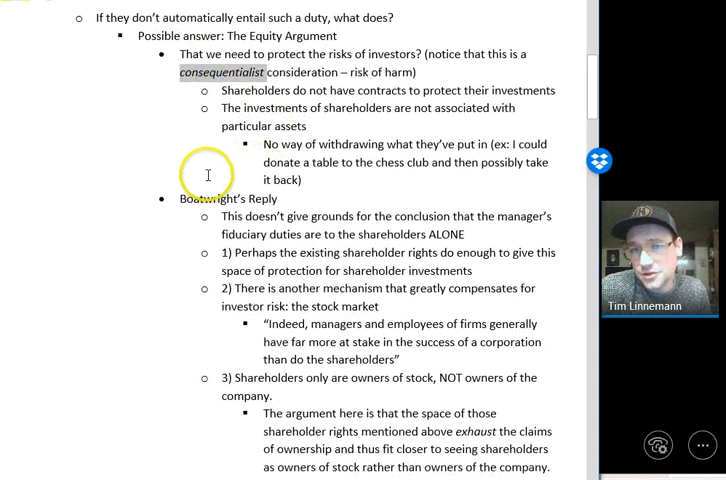 o If they don't automatically entail such a duty, what does?
▪ Possible answer: The Equity Argument
• That we need to protect the risks of investors? (notice that this is a
consequentialist consideration – risk of harm)
o Shareholders do not have contracts to protect their investments
o The investments of shareholders are not associated with
particular assets
▪ No way of withdrawing what they've put in (ex: I could
donate a table to the chess club and then possibly take
it back)
• Boatwright's Reply
o This doesn't give grounds for the conclusion that the manager's
fiduciary duties are to the shareholders ALONE
o 1) Perhaps the existing shareholder rights do enough to give this
space of protection for shareholder investments
o 2) There is another mechanism that greatly compensates for
investor risk: the stock market
▪ "Indeed, managers and employees of firms generally
have far more at stake in the success of a corporation
than do the shareholders"
o 3) Shareholders only are owners of stock, NOT owners of the
company.
▪ The argument here is that the space of those
shareholder rights mentioned above exhaust the claims
of ownership and thus fit closer to seeing shareholders
as owners of stock rather than owners of the company.
Tim Linnemann